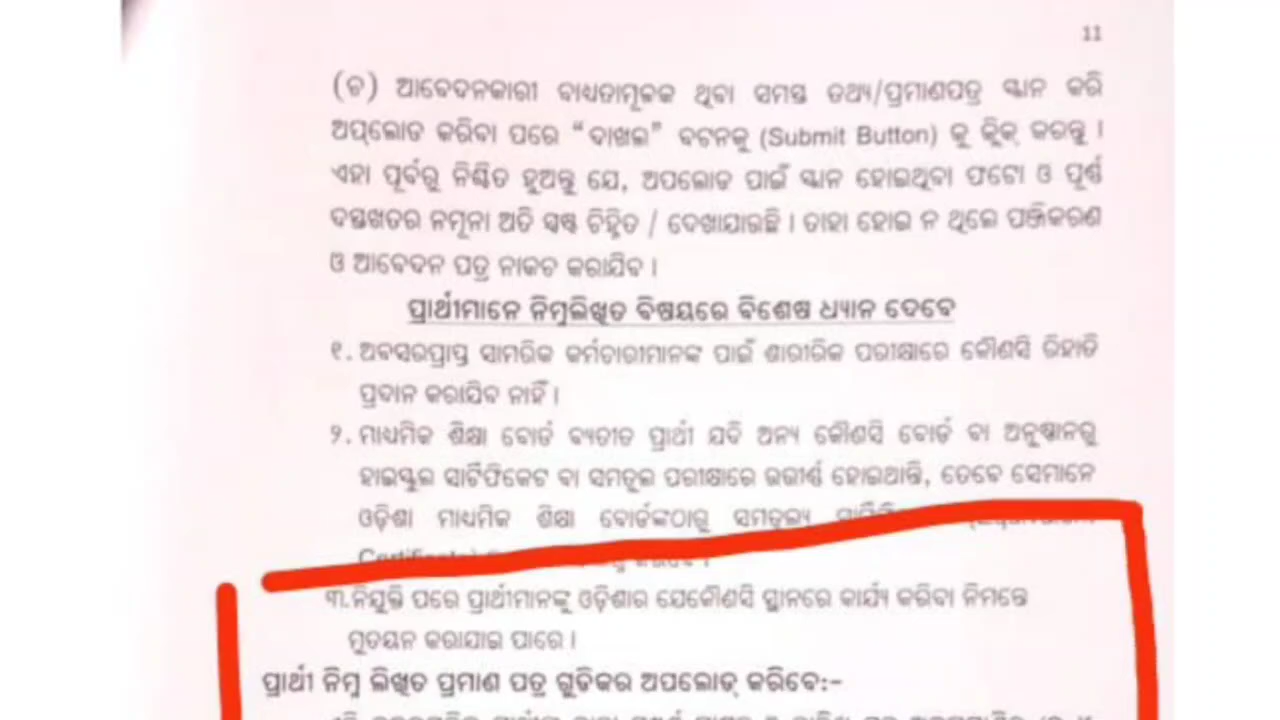 11
(ଚ) ଆବେଦନକାରୀ ବାଧ୍ୟତାମୂଳକ ଥିବା ସମସ୍ତ ତଥ୍ୟ/ପ୍ରମାଣପତ୍ର ସ୍କାନ କରି
ଅପ୍‌ଲୋଡ କରିବା ପରେ “ଦାଖଲ” ବଟନକୁ (Submit Button) କୁ କ୍ଲିକ୍ କରନ୍ତୁ ।
ଏହା ପୂର୍ବରୁ ନିଶ୍ଚିତ ହୁଅନ୍ତୁ ଯେ, ଅପଲୋଡ ପାଇଁ ସ୍କାନ ହୋଇଥିବା ଫଟୋ ଓ ପୂର୍ଣ୍ଣ
ଦସ୍ତଖତର ନମୂନା ଅତି ସ୍ପଷ୍ଟ ଚିହ୍ନିତ / ଦେଖାଯାଉଛି । ତାହା ହୋଇ ନ ଥିଲେ ପଞ୍ଜିକରଣ
ଓ ଆବେଦନ ପତ୍ର ନାକଚ କରାଯିବ ।
ପ୍ରାର୍ଥୀମାନେ ନିମ୍ନଲିଖିତ ବିଷୟରେ ବିଶେଷ ଧ୍ୟାନ ଦେବେ
୧. ଅବସରପ୍ରାପ୍ତ ସାମରିକ କର୍ମଚାରୀମାନଙ୍କ ପାଇଁ ଶାରୀରିକ ପରୀକ୍ଷାରେ କୌଣସି ରିହାତି
ପ୍ରଦାନ କରାଯିବ ନାହିଁ ।
୨. ମାଧ୍ୟମିକ ଶିକ୍ଷା ବୋର୍ଡ ବ୍ୟତୀତ ପ୍ରାର୍ଥୀ ଯଦି ଅନ୍ୟ କୌଣସି ବୋର୍ଡ ବା ଅନୁଷ୍ଠାନରୁ
ହାଇସ୍କୁଲ ସାର୍ଟିଫିକେଟ ବା ସମତୁଲ ପରୀକ୍ଷାରେ ଉତ୍ତୀର୍ଣ୍ଣ ହୋଇଥାନ୍ତି, ତେବେ ସେମାନେ
ଓଡ଼ିଶା ମାଧ୍ୟମିକ ଶିକ୍ଷା ବୋର୍ଡଙ୍କଠାରୁ ସମତୁଲ୍ୟ
୩. ନିଯୁକ୍ତି ପରେ ପ୍ରାର୍ଥୀମାନଙ୍କୁ ଓଡ଼ିଶାର ଯେକୌଣସି ସ୍ଥାନରେ କାର୍ଯ୍ୟ କରିବା ନିମନ୍ତେ
ମୁତୟନ କରାଯାଇ ପାରେ ।
ପ୍ରାର୍ଥୀ ନିମ୍ନ ଲିଖିତ ପ୍ରମାଣ ପତ୍ର ଗୁଡିକର ଅପଲୋଡ୍ କରିବେ:-